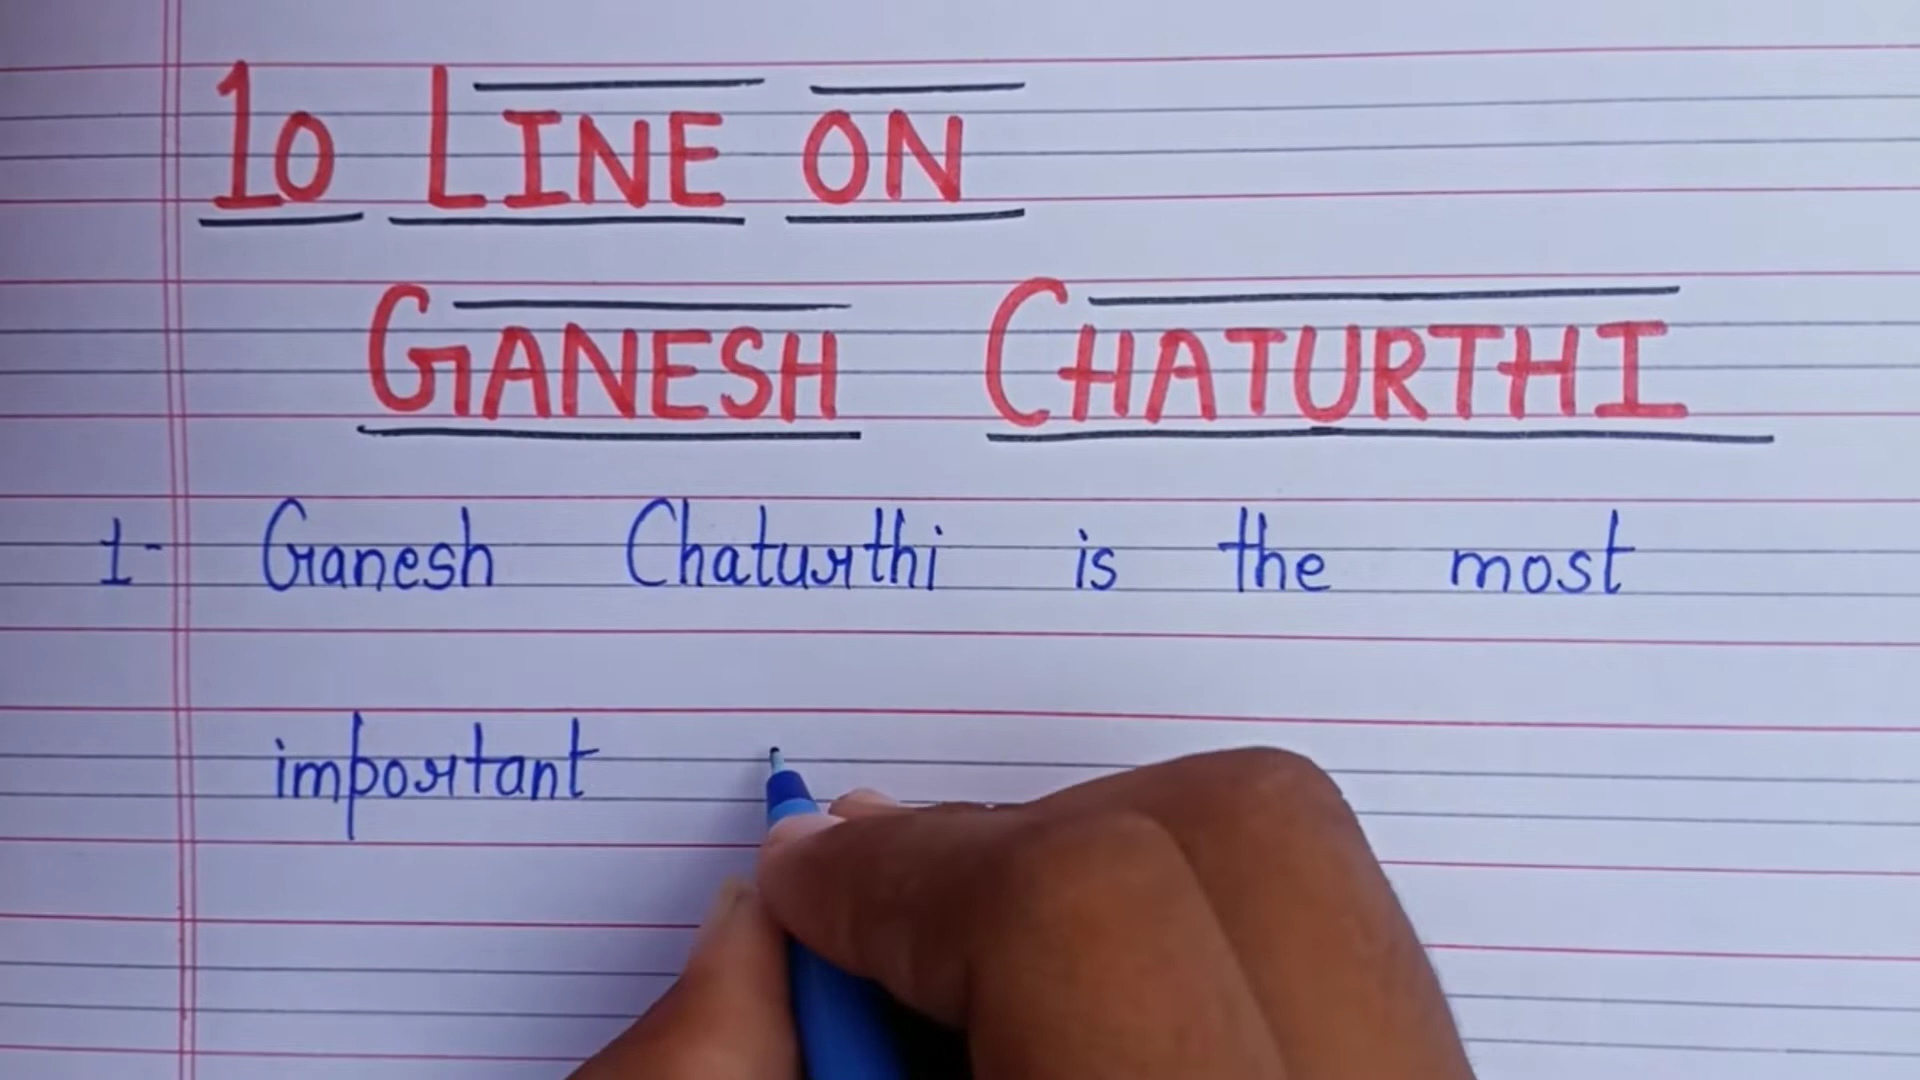 10 LINE ON
GANESH CHATURTHI
1- Ganesh Chaturthi is the most
important